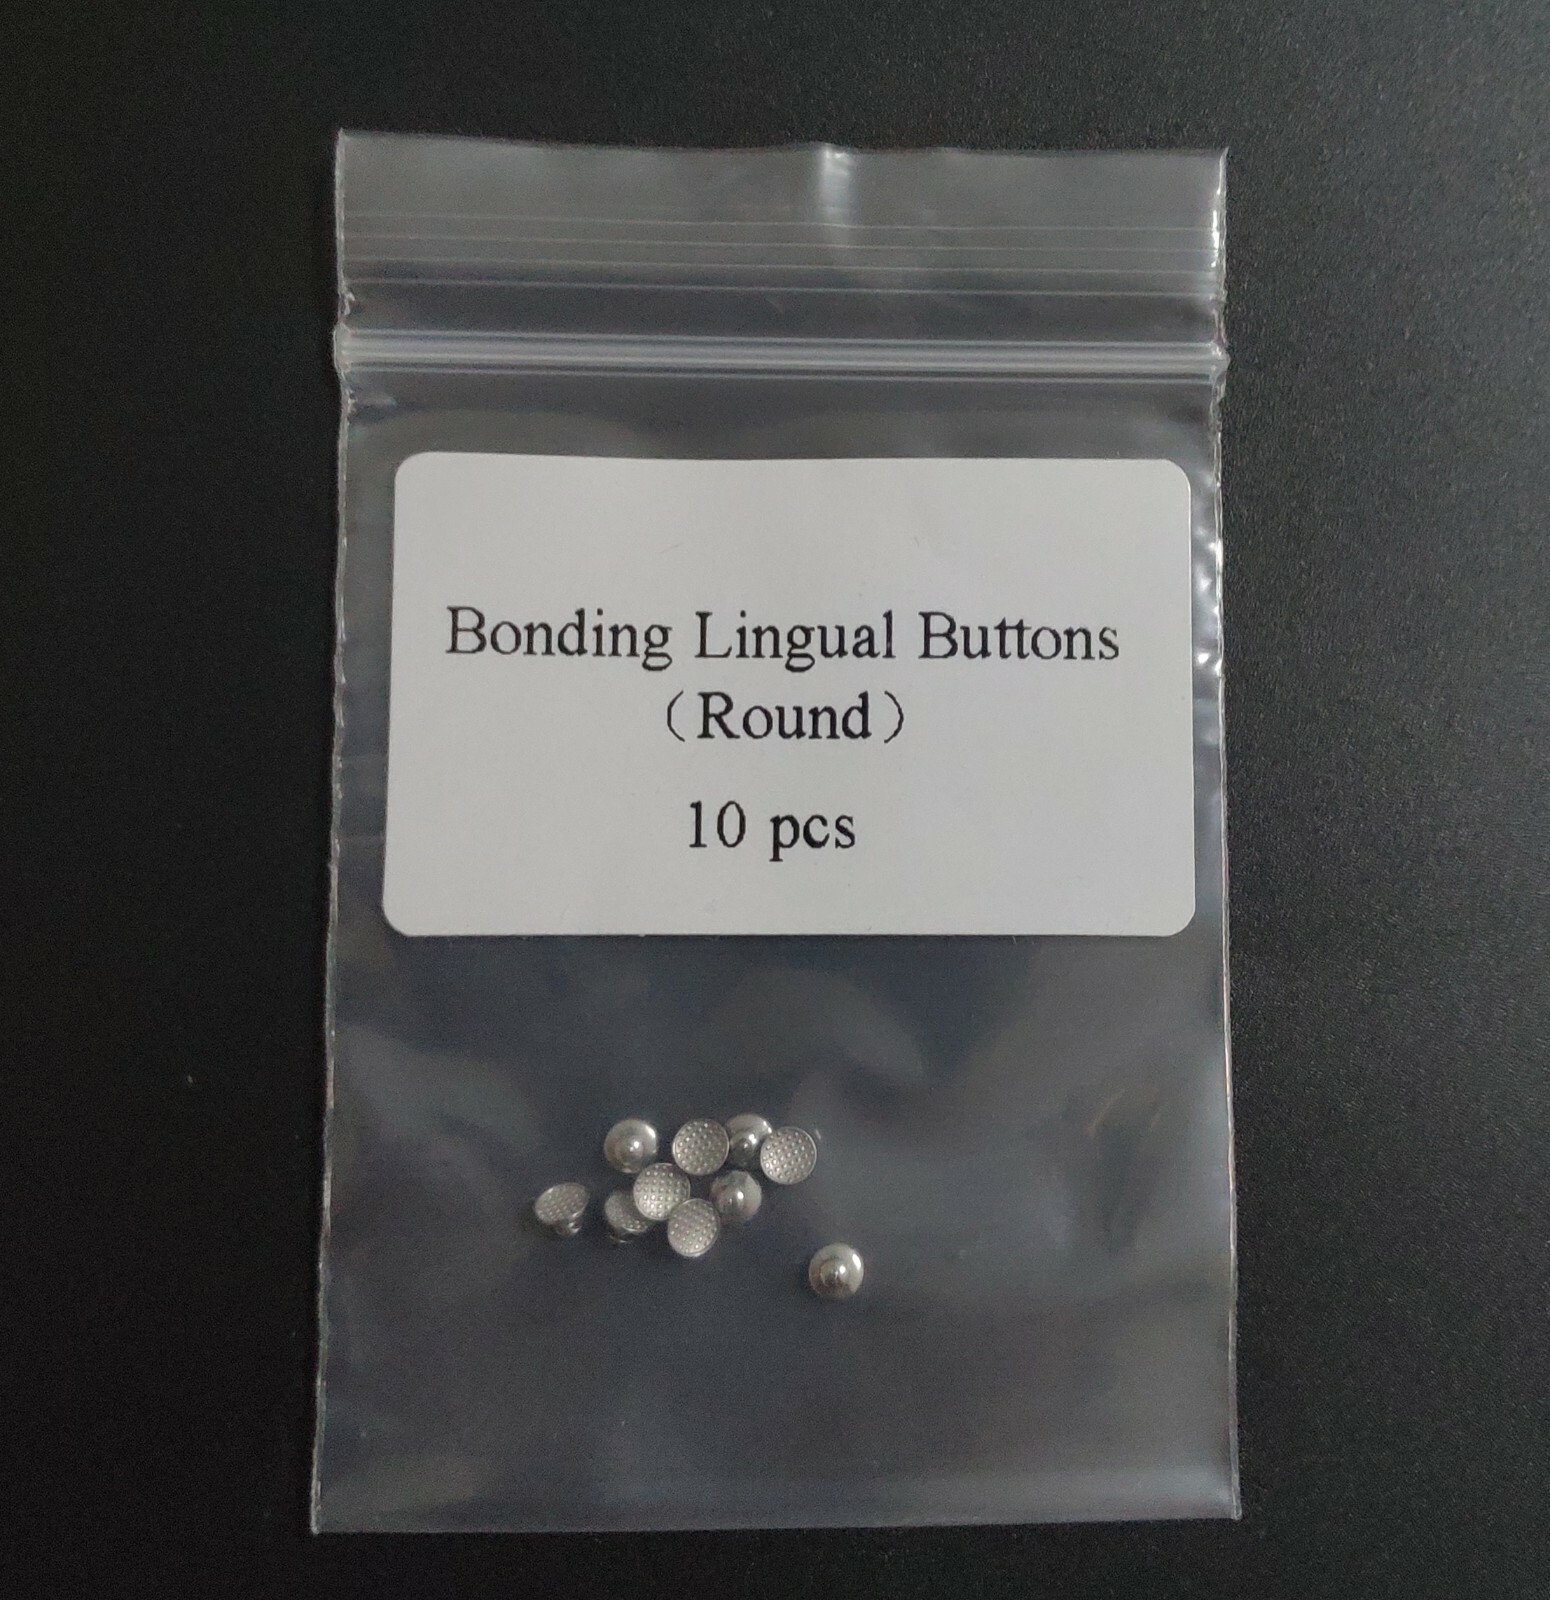 Bonding Lingual Buttons
（Round）
10 pcs